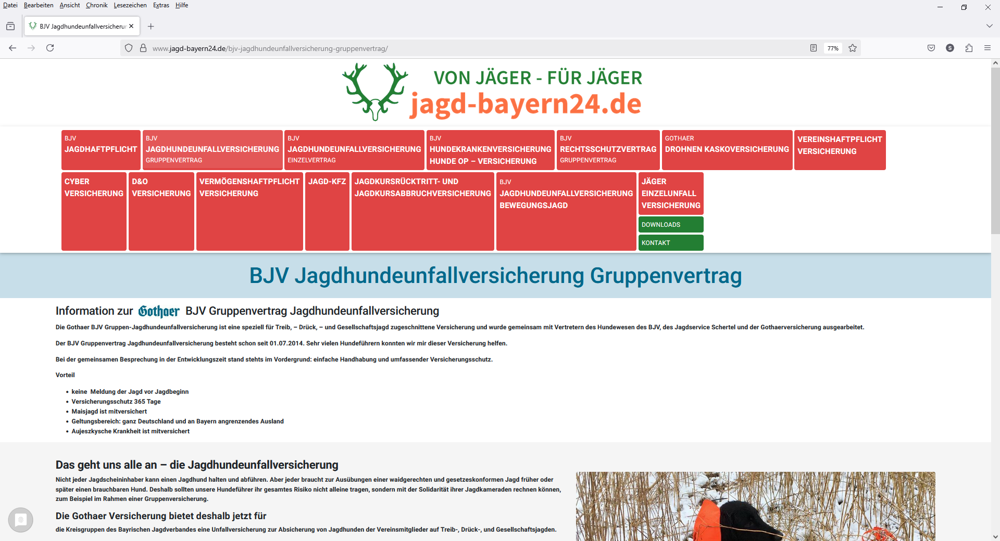 Datei Bearbeiten Ansicht Chronik Lesezeichen Extras Hilfe
BJV Jagdhundeunfallversicherun
www.jagd-bayern24.de/bjv-jagdhundeunfallversicherung-gruppenvertrag/
77%
S
VON JÄGER - FÜR JÄGER
jagd-bayern24.de
BJV
JAGDHAFTPFLICHT
BJV
JAGDHUNDEUNFALLVERSICHERUNG
GRUPPENVERTRAG
BJV
JAGDHUNDEUNFALLVERSICHERUNG
EINZELVERTRAG
BJV
HUNDEKRANKENVERSICHERUNG
HUNDE OP – VERSICHERUNG
BJV
RECHTSSCHUTZVERTRAG
GRUPPENVERTRAG
GOTHAER
DROHNEN KASKOVERSICHERUNG
VEREINSHAFTPFLICHT
VERSICHERUNG
CYBER
VERSICHERUNG
D&O
VERSICHERUNG
VERMÖGENSHAFTPFLICHT
VERSICHERUNG
JAGD-KFZ
JAGDKURSRÜCKTRITT- UND
JAGDKURSABBRUCHVERSICHERUNG
BJV
JAGDHUNDEUNFALLVERSICHERUNG
BEWEGUNGSJAGD
JÄGER
EINZELUNFALL
VERSICHERUNG
DOWNLOADS
KONTAKT
BJV Jagdhundeunfallversicherung Gruppenvertrag
Information zur Gothaer BJV Gruppenvertrag Jagdhundeunfallversicherung
Die Gothaer BJV Gruppen-Jagdhundeunfallversicherung ist eine speziell für Treib, – Drück, – und Gesellschaftsjagd zugeschnittene Versicherung und wurde gemeinsam mit Vertretern des Hundewesen des BJV, des Jagdservice Schertel und der Gothaerversicherung ausgearbeitet.
Der BJV Gruppenvertrag Jagdhundeunfallversicherung besteht schon seit 01.07.2014. Sehr vielen Hundeführern konnten wir mir dieser Versicherung helfen.
Bei der gemeinsamen Besprechung in der Entwicklungszeit stand stehts im Vordergrund: einfache Handhabung und umfassender Versicherungsschutz.
Vorteil
• keine Meldung der Jagd vor Jagdbeginn
• Versicherungsschutz 365 Tage
• Maisjagd ist mitversichert
• Geltungsbereich: ganz Deutschland und an Bayern angrenzendes Ausland
• Aujeszkysche Krankheit ist mitversichert
Das geht uns alle an – die Jagdhundeunfallversicherung
Nicht jeder Jagdscheininhaber kann einen Jagdhund halten und abführen. Aber jeder braucht zur Ausübungen einer waidgerechten und gesetzeskonformen Jagd früher oder
später einen brauchbaren Hund. Deshalb sollten unsere Hundeführer ihr gesamtes Risiko nicht alleine tragen, sondern mit der Solidarität ihrer Jagdkameraden rechnen können,
zum Beispiel im Rahmen einer Gruppenversicherung.
Die Gothaer Versicherung bietet deshalb jetzt für
die Kreisgruppen des Bayrischen Jagdverbandes eine Unfallversicherung zur Absicherung von Jagdhunden der Vereinsmitglieder auf Treib-, Drück-, und Gesellschaftsjagden.